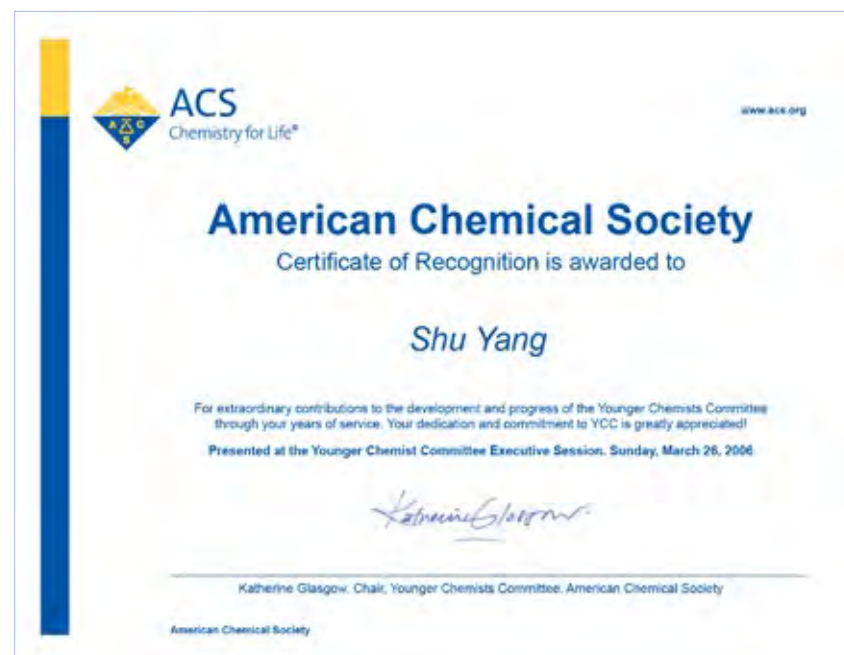 ACS
Chemistry for Life®
www.acs.org
A C S
American Chemical Society
Certificate of Recognition is awarded to
Shu Yang
For extraordinary contributions to the development and progress of the Younger Chemists Committee
through your years of service. Your dedication and commitment to YCC is greatly appreciated!
Presented at the Younger Chemist Committee Executive Session, Sunday, March 26, 2006
Katherine Glasgow
Katherine Glasgow, Chair, Younger Chemists Committee, American Chemical Society
American Chemical Society